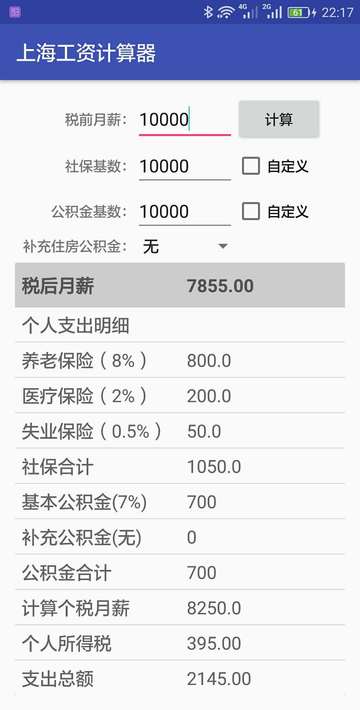 4G 2G 61 22:17
上海工资计算器
税前月薪: 10000 计算
社保基数: 10000 自定义
公积金基数: 10000 自定义
补充住房公积金: 无
税后月薪 7855.00
个人支出明细
养老保险（8%） 800.0
医疗保险（2%） 200.0
失业保险（0.5%） 50.0
社保合计 1050.0
基本公积金(7%) 700
补充公积金(无) 0
公积金合计 700
计算个税月薪 8250.0
个人所得税 395.00
支出总额 2145.00